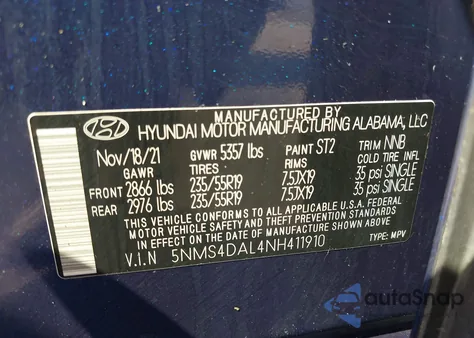 MANUFACTURED BY
HYUNDAI MOTOR MANUFACTURING ALABAMA, LLC
Nov/18/21 GVWR 5357 lbs PAINT ST2 TRIM NNB
GAWR TIRES RIMS COLD TIRE INFL
FRONT 2866 lbs 235/55R19 7.5JX19 35 psi SINGLE
REAR 2976 lbs 235/55R19 7.5JX19 35 psi SINGLE
THIS VEHICLE CONFORMS TO ALL APPLICABLE U.S.A. FEDERAL
MOTOR VEHICLE SAFETY AND THEFT PREVENTION STANDARDS
IN EFFECT ON THE DATE OF MANUFACTURE SHOWN ABOVE.
V.I.N 5NMS4DAL4NH411910 TYPE: MPV
autosnap